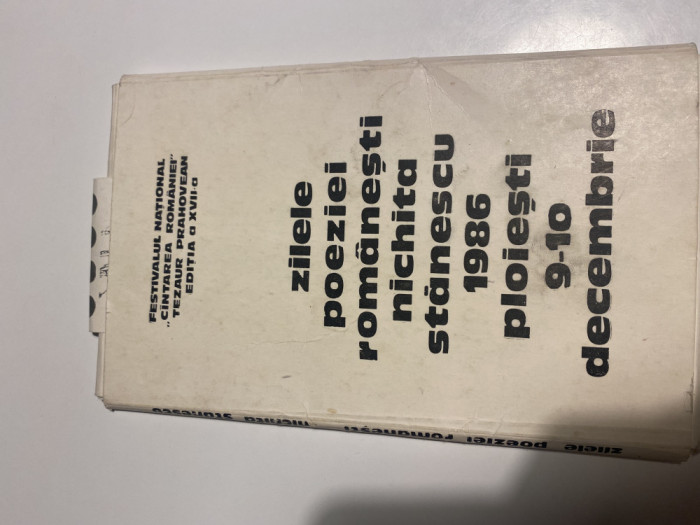 FESTIVALUL NAȚIONAL
„CÎNTAREA ROMÂNIEI”
TEZAUR PRAHOVEAN
EDIȚIA a XVII-a
zilele
poeziei
românești
nichita
stănescu
1986
ploiești
9-10
decembrie
zilele poeziei românești nichita stănescu